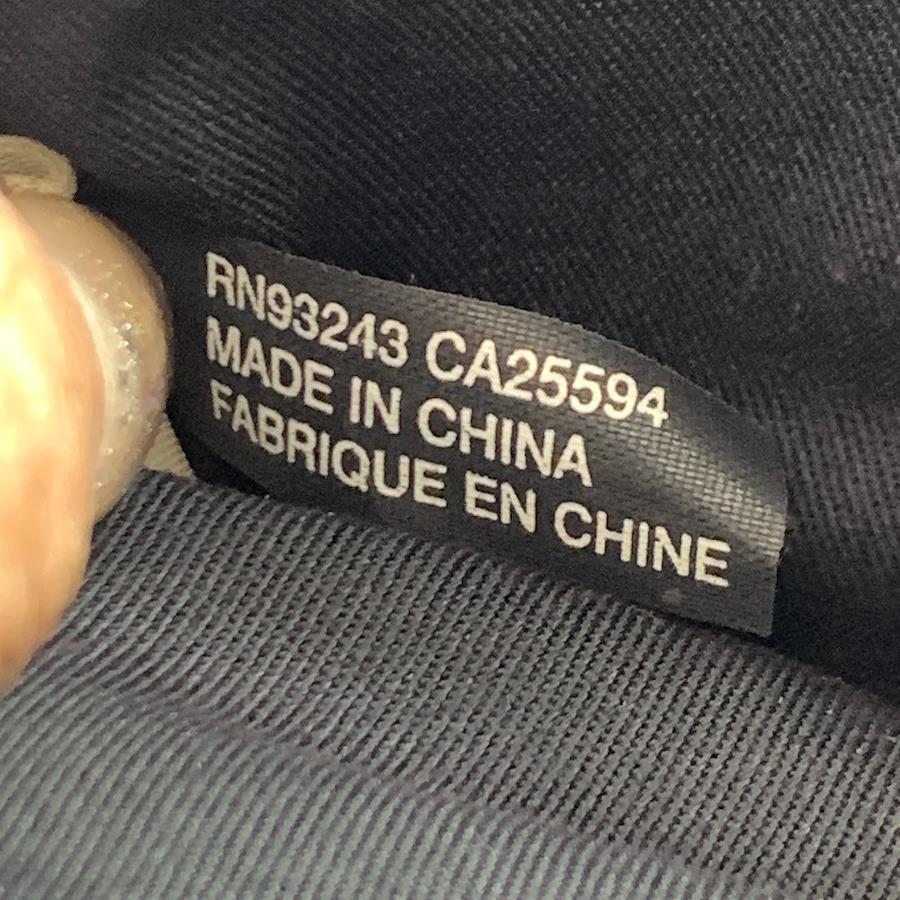 RN93243 CA25594
MADE IN CHINA
FABRIQUE EN CHINE